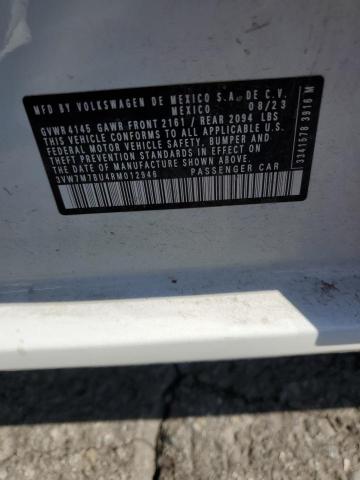 MFD. BY VOLKSWAGEN DE MEXICO S.A. DE C.V.
MEXICO 08/23
GVWR 4145 GAWR FRONT 2161 / REAR 2094 LBS
THIS VEHICLE CONFORMS TO ALL APPLICABLE U.S.
FEDERAL MOTOR VEHICLE SAFETY, BUMPER AND
THEFT PREVENTION STANDARDS IN EFFECT ON THE
DATE OF MANUFACTURE SHOWN ABOVE.
3VW7M7BU4RM012946 PASSENGER CAR
3341578 3916 M